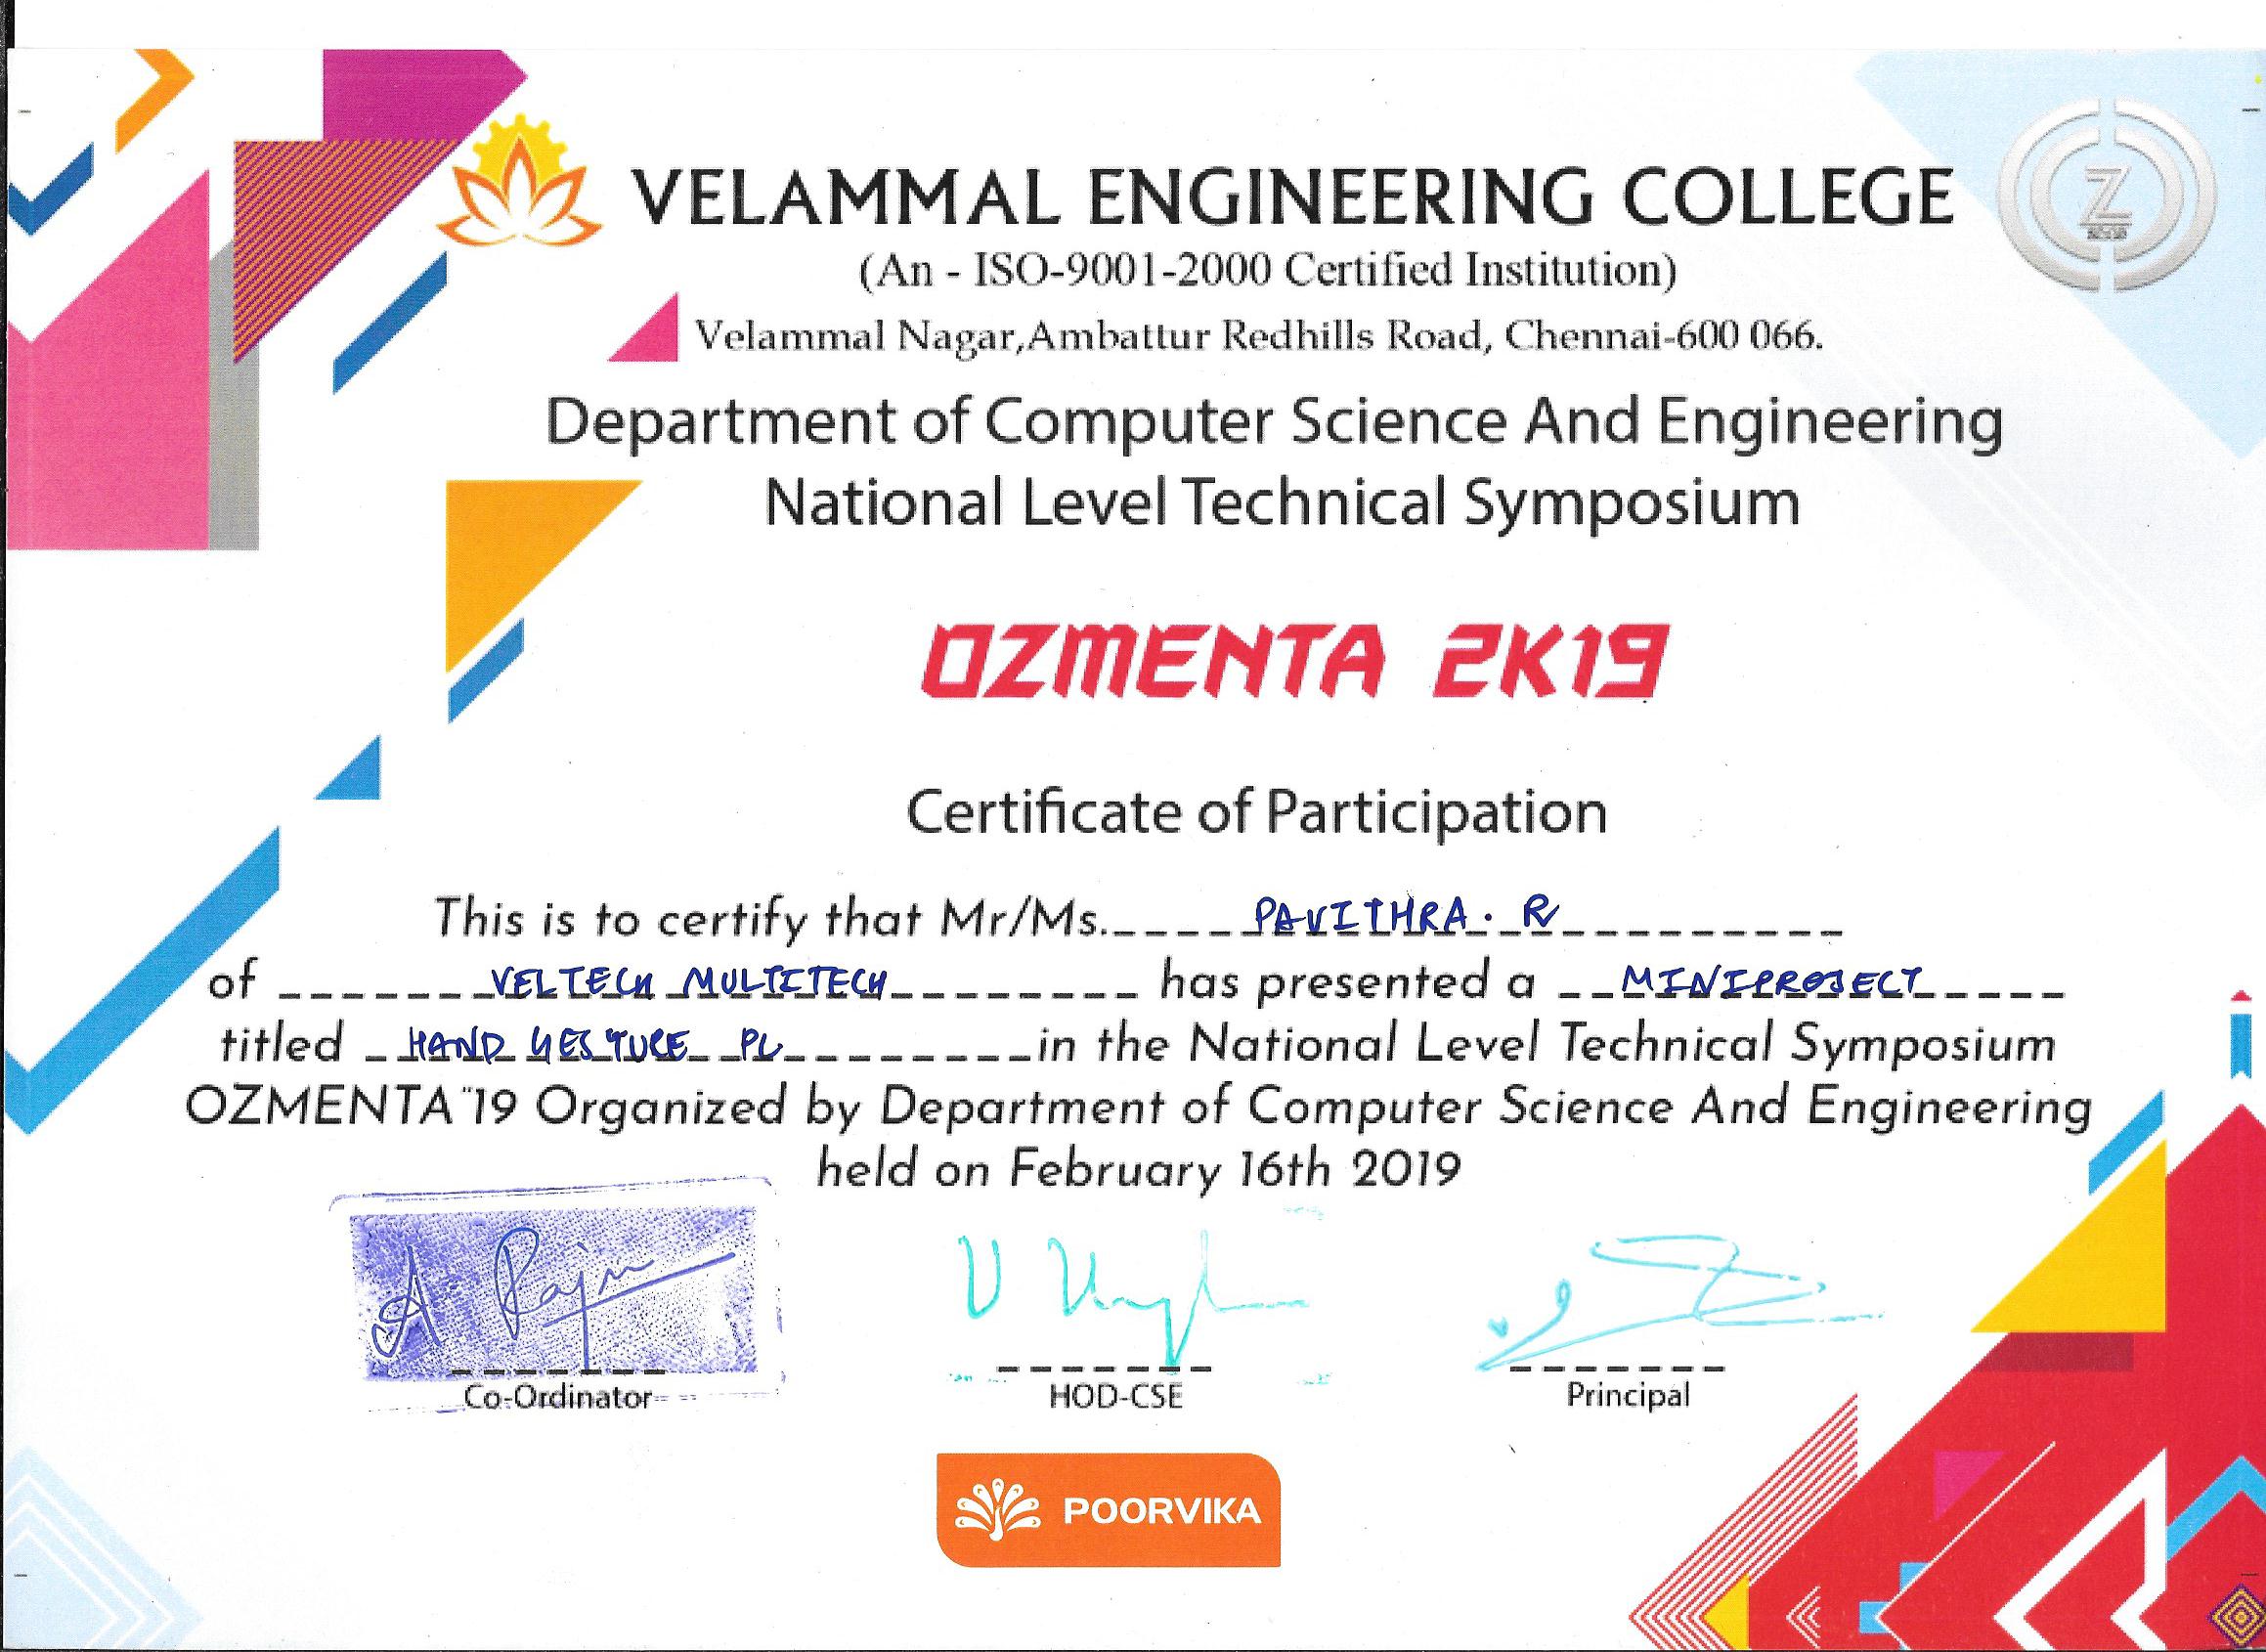 VELAMMAL ENGINEERING COLLEGE
(An - ISO-9001-2000 Certified Institution)
Velammal Nagar,Ambattur Redhills Road, Chennai-600 066.
Department of Computer Science And Engineering
National Level Technical Symposium
OZMENTA 2K19
Certificate of Participation
This is to certify that Mr/Ms. PAVITHRA. R
of VELTECH MULTITECH has presented a MINIPROJECT
titled HAND GESTURE PC in the National Level Technical Symposium
OZMENTA"19 Organized by Department of Computer Science And Engineering
held on February 16th 2019
A Raju
Co-Ordinator HOD-CSE Principal
POORVIKA